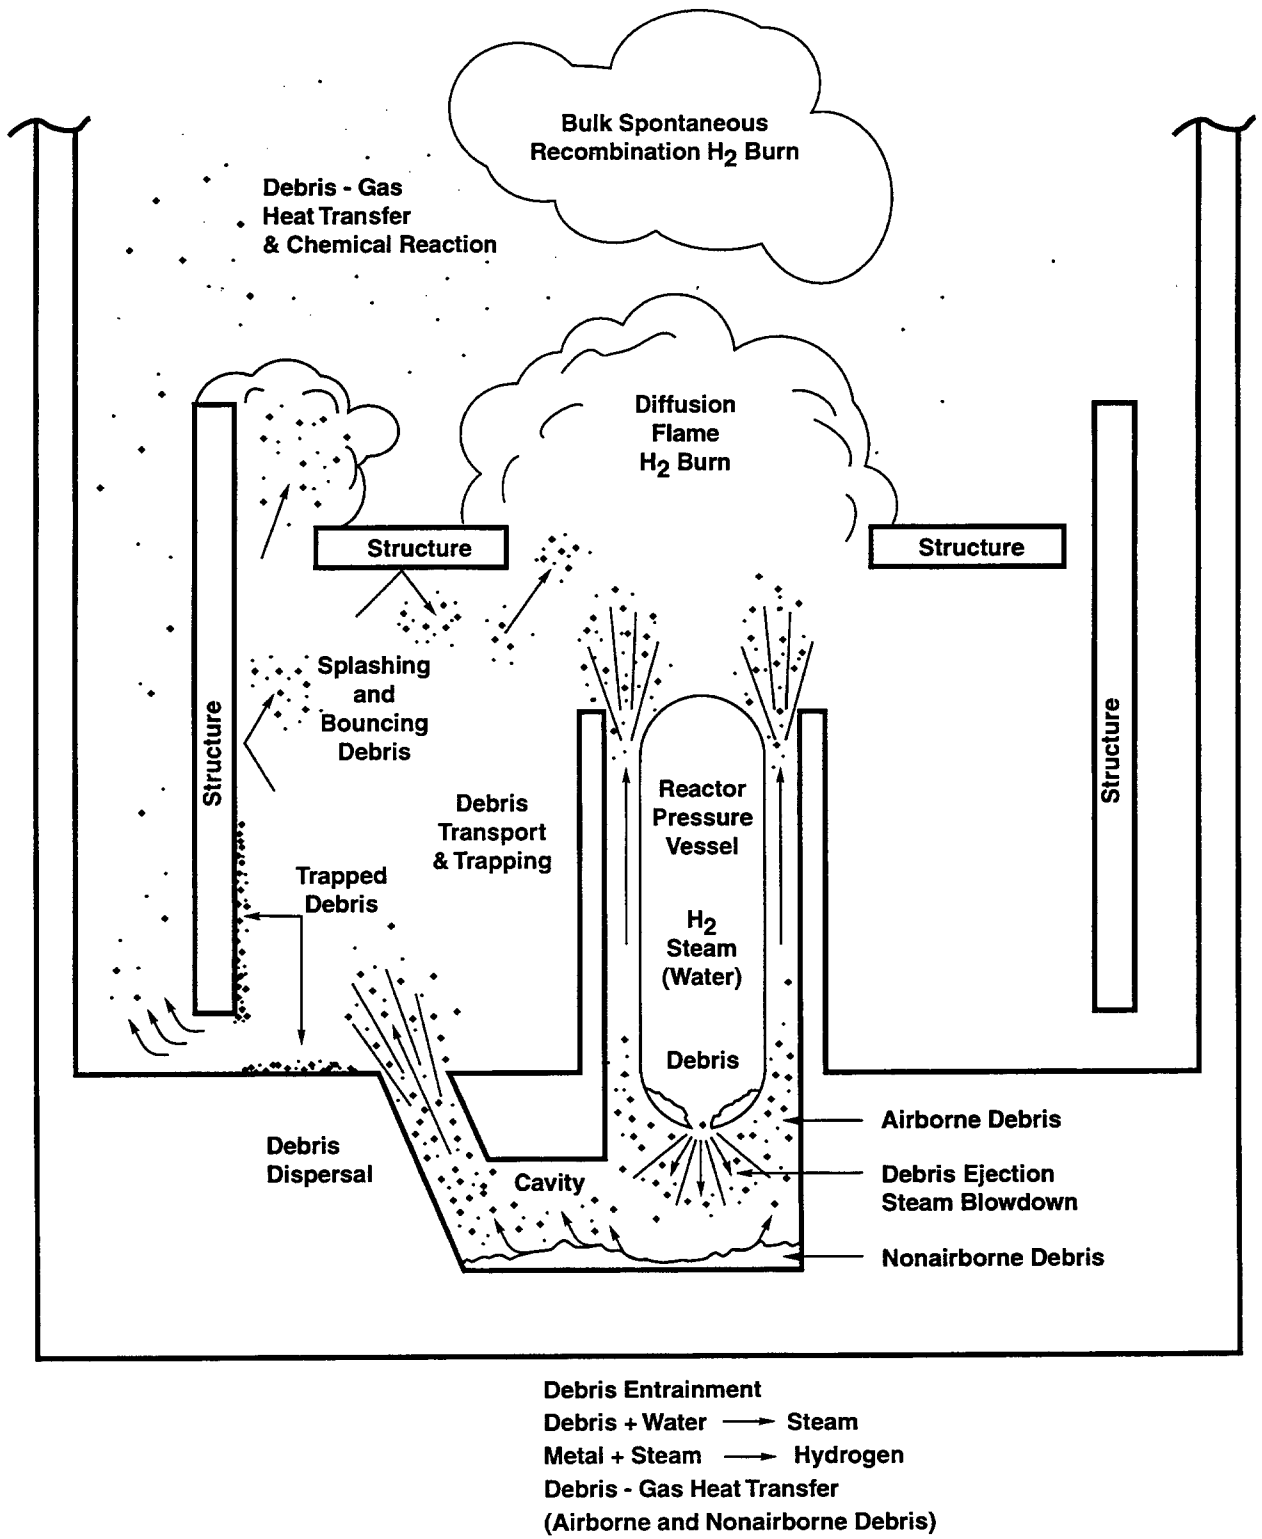 Bulk Spontaneous
Recombination H₂ Burn
Debris - Gas
Heat Transfer
& Chemical Reaction
Diffusion
Flame
H₂ Burn
Structure
Structure
Splashing
and
Bouncing
Debris
Structure
Structure
Reactor
Pressure
Vessel
Debris
Transport
& Trapping
Trapped
Debris
H₂
Steam
(Water)
Debris
Airborne Debris
Debris
Dispersal
Cavity
Debris Ejection
Steam Blowdown
Nonairborne Debris
Debris Entrainment
Debris + Water → Steam
Metal + Steam → Hydrogen
Debris - Gas Heat Transfer
(Airborne and Nonairborne Debris)